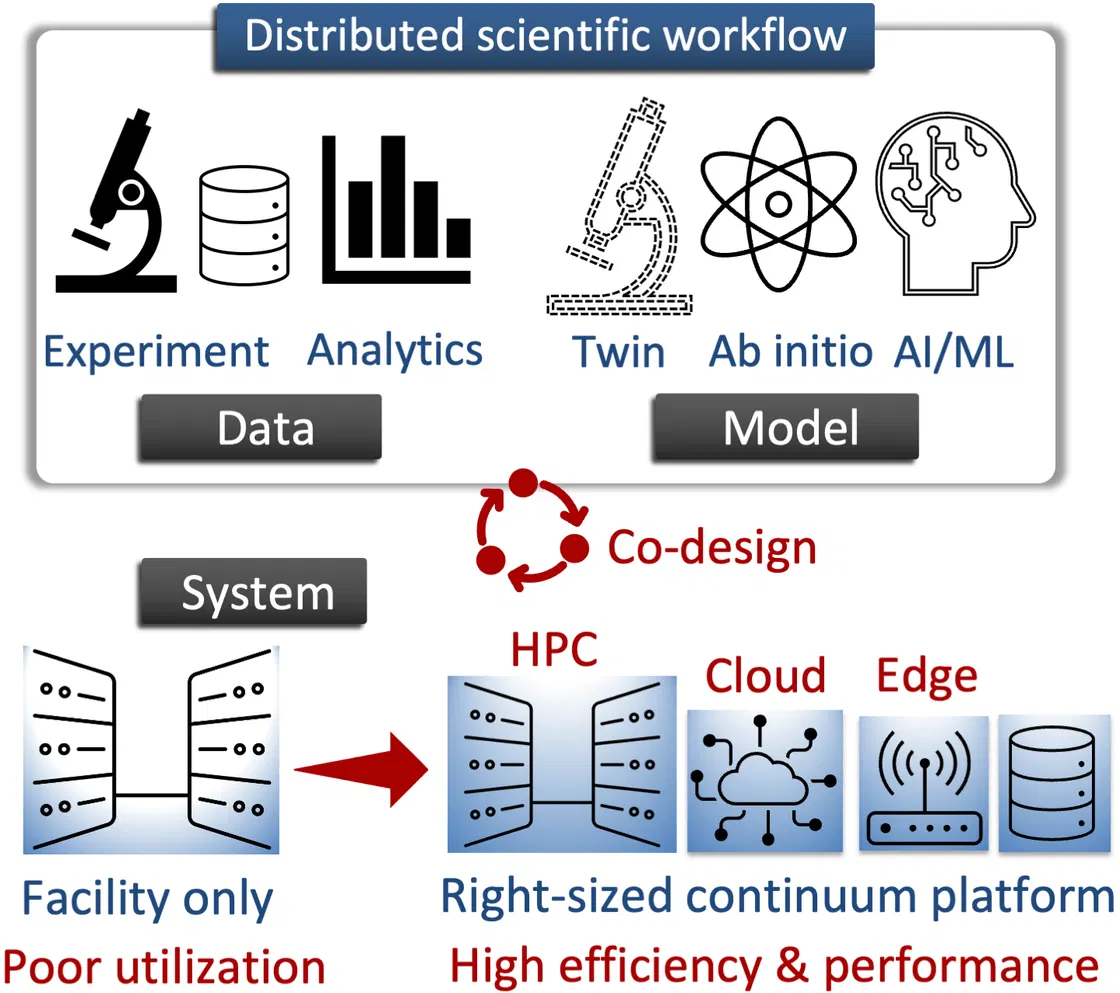 Distributed scientific workflow
Experiment
Analytics
Twin
Ab initio
AI/ML
Data
Model
Co-design
System
HPC
Cloud
Edge
Facility only
Right-sized continuum platform
Poor utilization
High efficiency & performance